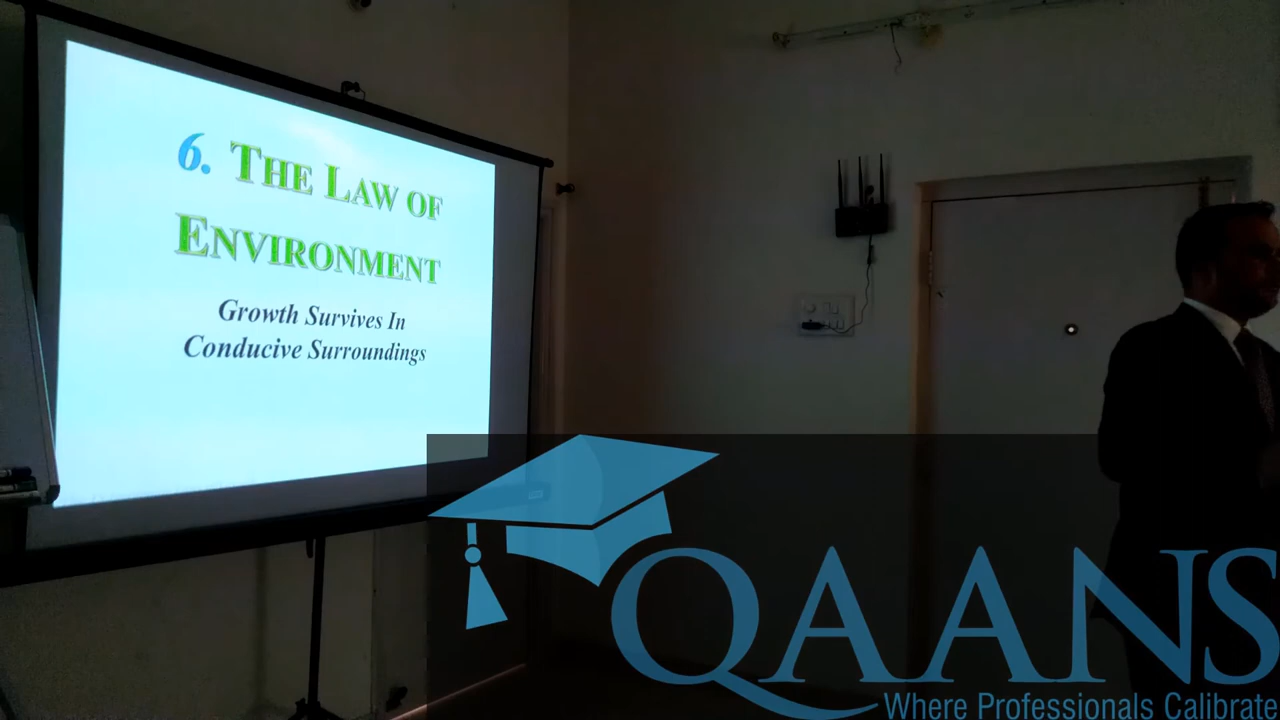 6. THE LAW OF
ENVIRONMENT
Growth Survives In
Conducive Surroundings
QAANS
Where Professionals Calibrate